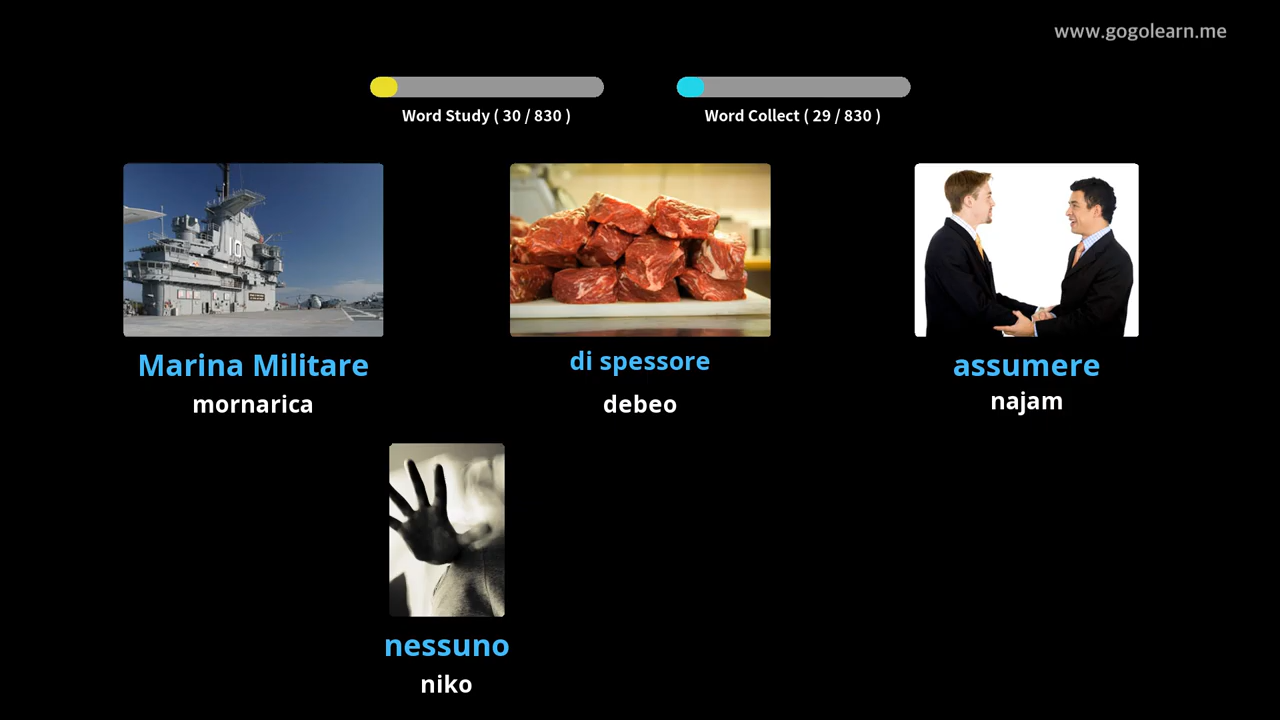 www.gogolearn.me
Word Study ( 30 / 830 )
Word Collect ( 29 / 830 )
10
Marina Militare
mornarica
di spessore
debeo
assumere
najam
nessuno
niko